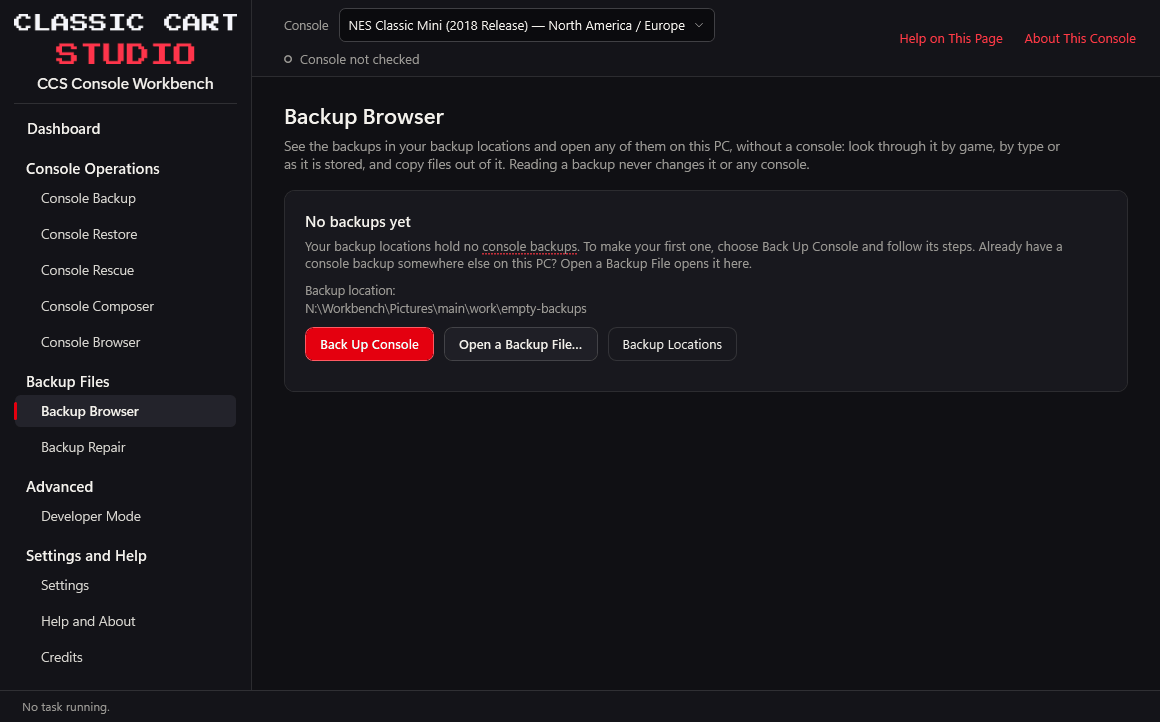 CLASSIC CART
STUDIO
CCS Console Workbench
Dashboard
Console Operations
Console Backup
Console Restore
Console Rescue
Console Composer
Console Browser
Backup Files
Backup Browser
Backup Repair
Advanced
Developer Mode
Settings and Help
Settings
Help and About
Credits
Console
NES Classic Mini (2018 Release) — North America / Europe
Console not checked
Help on This Page
About This Console
Backup Browser
See the backups in your backup locations and open any of them on this PC, without a console: look through it by game, by type or
as it is stored, and copy files out of it. Reading a backup never changes it or any console.
No backups yet
Your backup locations hold no console backups. To make your first one, choose Back Up Console and follow its steps. Already have a
console backup somewhere else on this PC? Open a Backup File opens it here.
Backup location:
N:\Workbench\Pictures\main\work\empty-backups
Back Up Console
Open a Backup File...
Backup Locations
No task running.